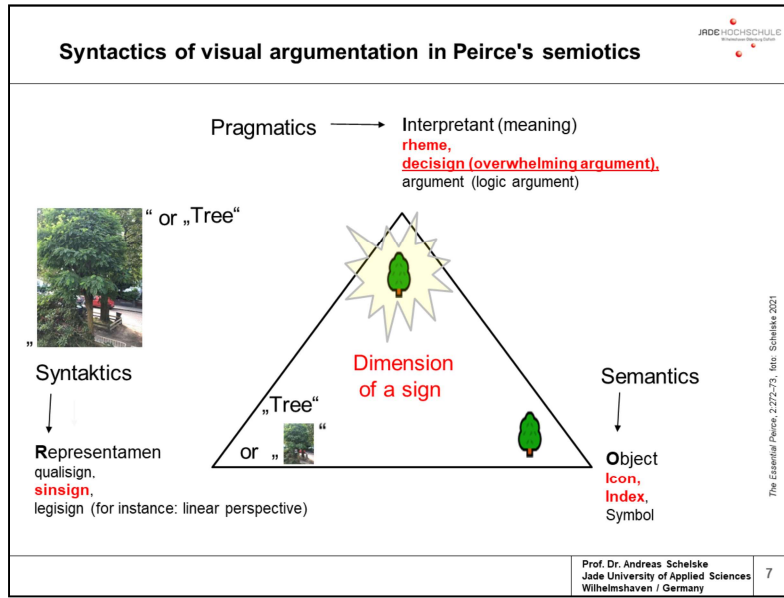 Syntactics of visual argumentation in Peirce's semiotics
JADE HOCHSCHULE
Pragmatics
Interpretant (meaning)
rheme,
decisign (overwhelming argument),
argument (logic argument)
“ or „Tree“
„
Syntaktics
Representamen
qualisign,
sinsign,
legisign (for instance: linear perspective)
Dimension
of a sign
„Tree“
or „ “
Semantics
Object
Icon,
Index,
Symbol
The Essential Peirce, 2:272–73, foto: Schelske 2021
Prof. Dr. Andreas Schelske
Jade University of Applied Sciences
Wilhelmshaven / Germany
7